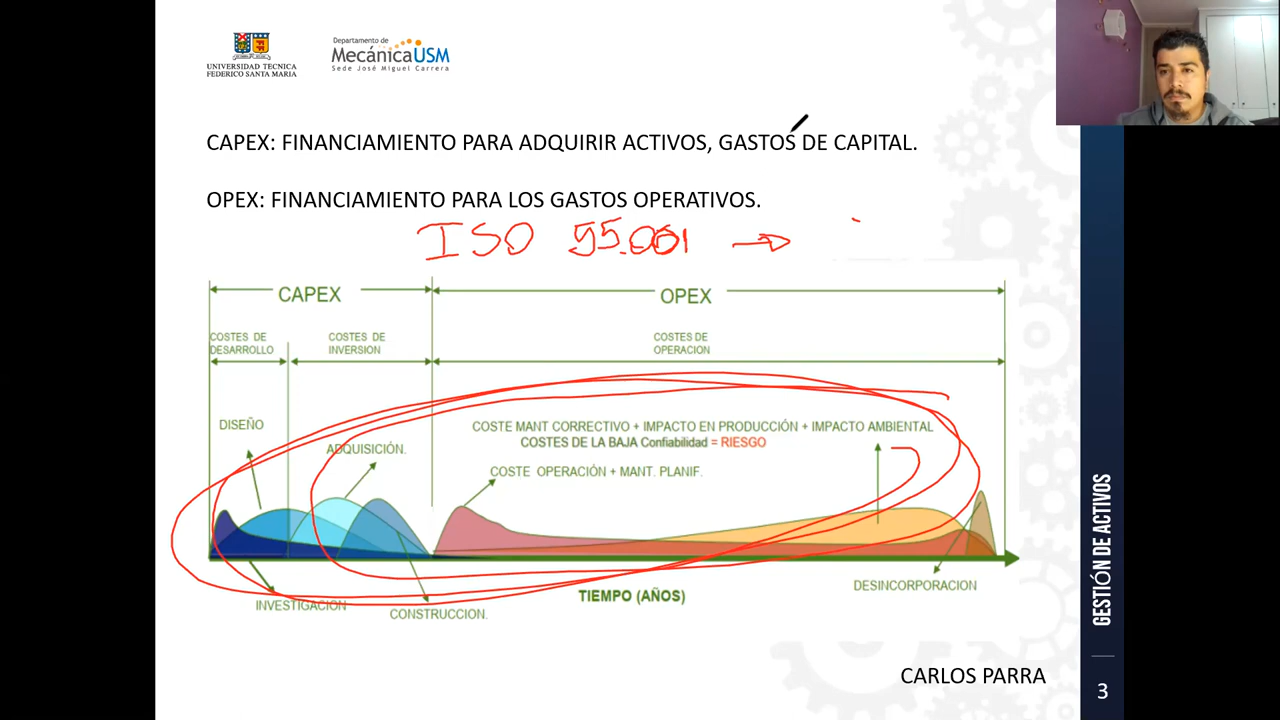 UNIVERSIDAD TECNICA
FEDERICO SANTA MARIA
Departamento de
MecánicaUSM
Sede José Miguel Carrera
CAPEX: FINANCIAMIENTO PARA ADQUIRIR ACTIVOS, GASTOS DE CAPITAL.
OPEX: FINANCIAMIENTO PARA LOS GASTOS OPERATIVOS.
ISO 55.001
CAPEX
OPEX
COSTES DE
DESARROLLO
COSTES DE
INVERSION
COSTES DE
OPERACION
DISEÑO
ADQUISICIÓN.
COSTE MANT CORRECTIVO + IMPACTO EN PRODUCCIÓN + IMPACTO AMBIENTAL
COSTES DE LA BAJA Confiabilidad = RIESGO
COSTE OPERACIÓN + MANT. PLANIF.
INVESTIGACION
CONSTRUCCION.
TIEMPO (AÑOS)
DESINCORPORACION
CARLOS PARRA
GESTIÓN DE ACTIVOS
3